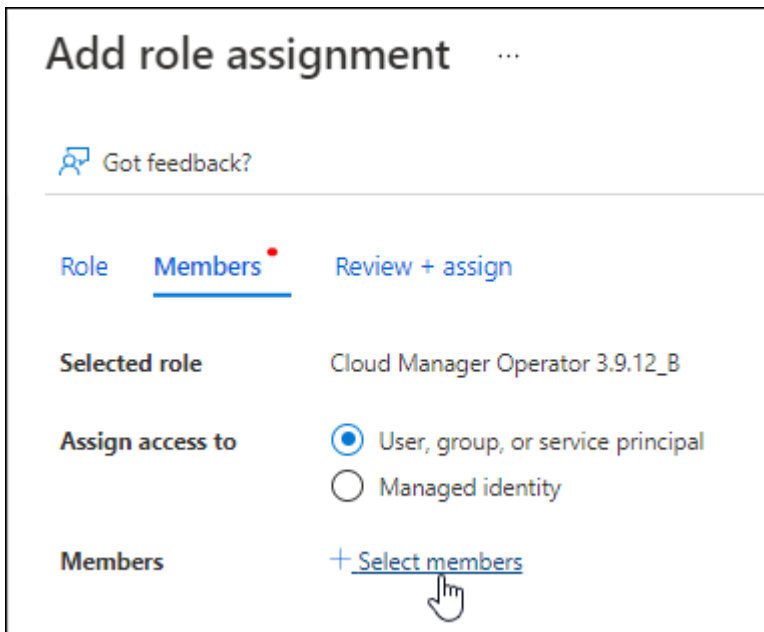 Add role assignment ...
Got feedback?
Role Members Review + assign
Selected role Cloud Manager Operator 3.9.12_B
Assign access to User, group, or service principal
Managed identity
Members + Select members